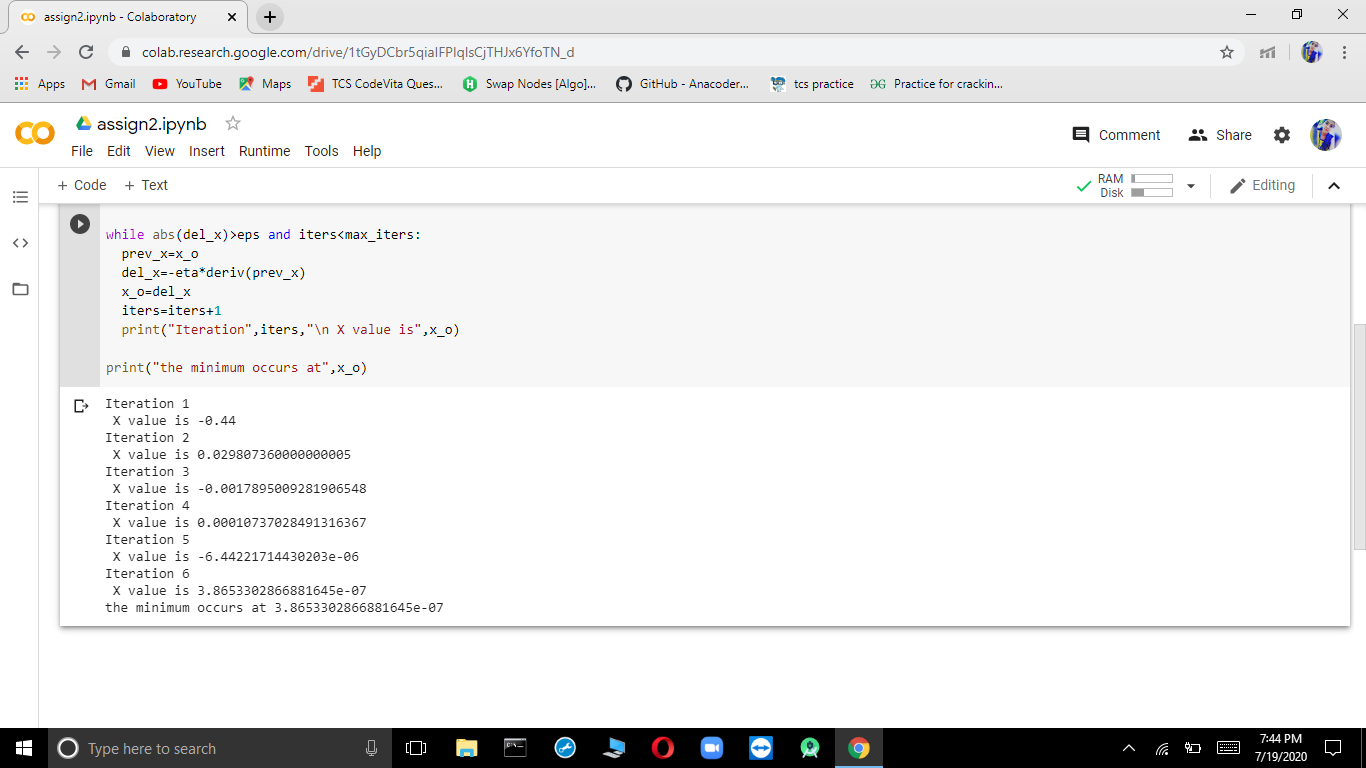 assign2.ipynb - Colaboratory
colab.research.google.com/drive/1tGyDCbr5qialFPlqlsCjTHJx6YfoTN_d
Apps Gmail YouTube Maps TCS CodeVita Ques... Swap Nodes [Algo]... GitHub - Anacoder... tcs practice Practice for crackin...
assign2.ipynb
Comment Share
File Edit View Insert Runtime Tools Help
+ Code + Text
RAM
Disk
Editing
while abs(del_x)>eps and iters<max_iters:
  prev_x=x_o
  del_x=-eta*deriv(prev_x)
  x_o=del_x
  iters=iters+1
  print("Iteration",iters,"\n X value is",x_o)
print("the minimum occurs at",x_o)
Iteration 1
 X value is -0.44
Iteration 2
 X value is 0.029807360000000005
Iteration 3
 X value is -0.0017895009281906548
Iteration 4
 X value is 0.00010737028491316367
Iteration 5
 X value is -6.44221714430203e-06
Iteration 6
 X value is 3.8653302866881645e-07
the minimum occurs at 3.8653302866881645e-07
Type here to search
7:44 PM
7/19/2020